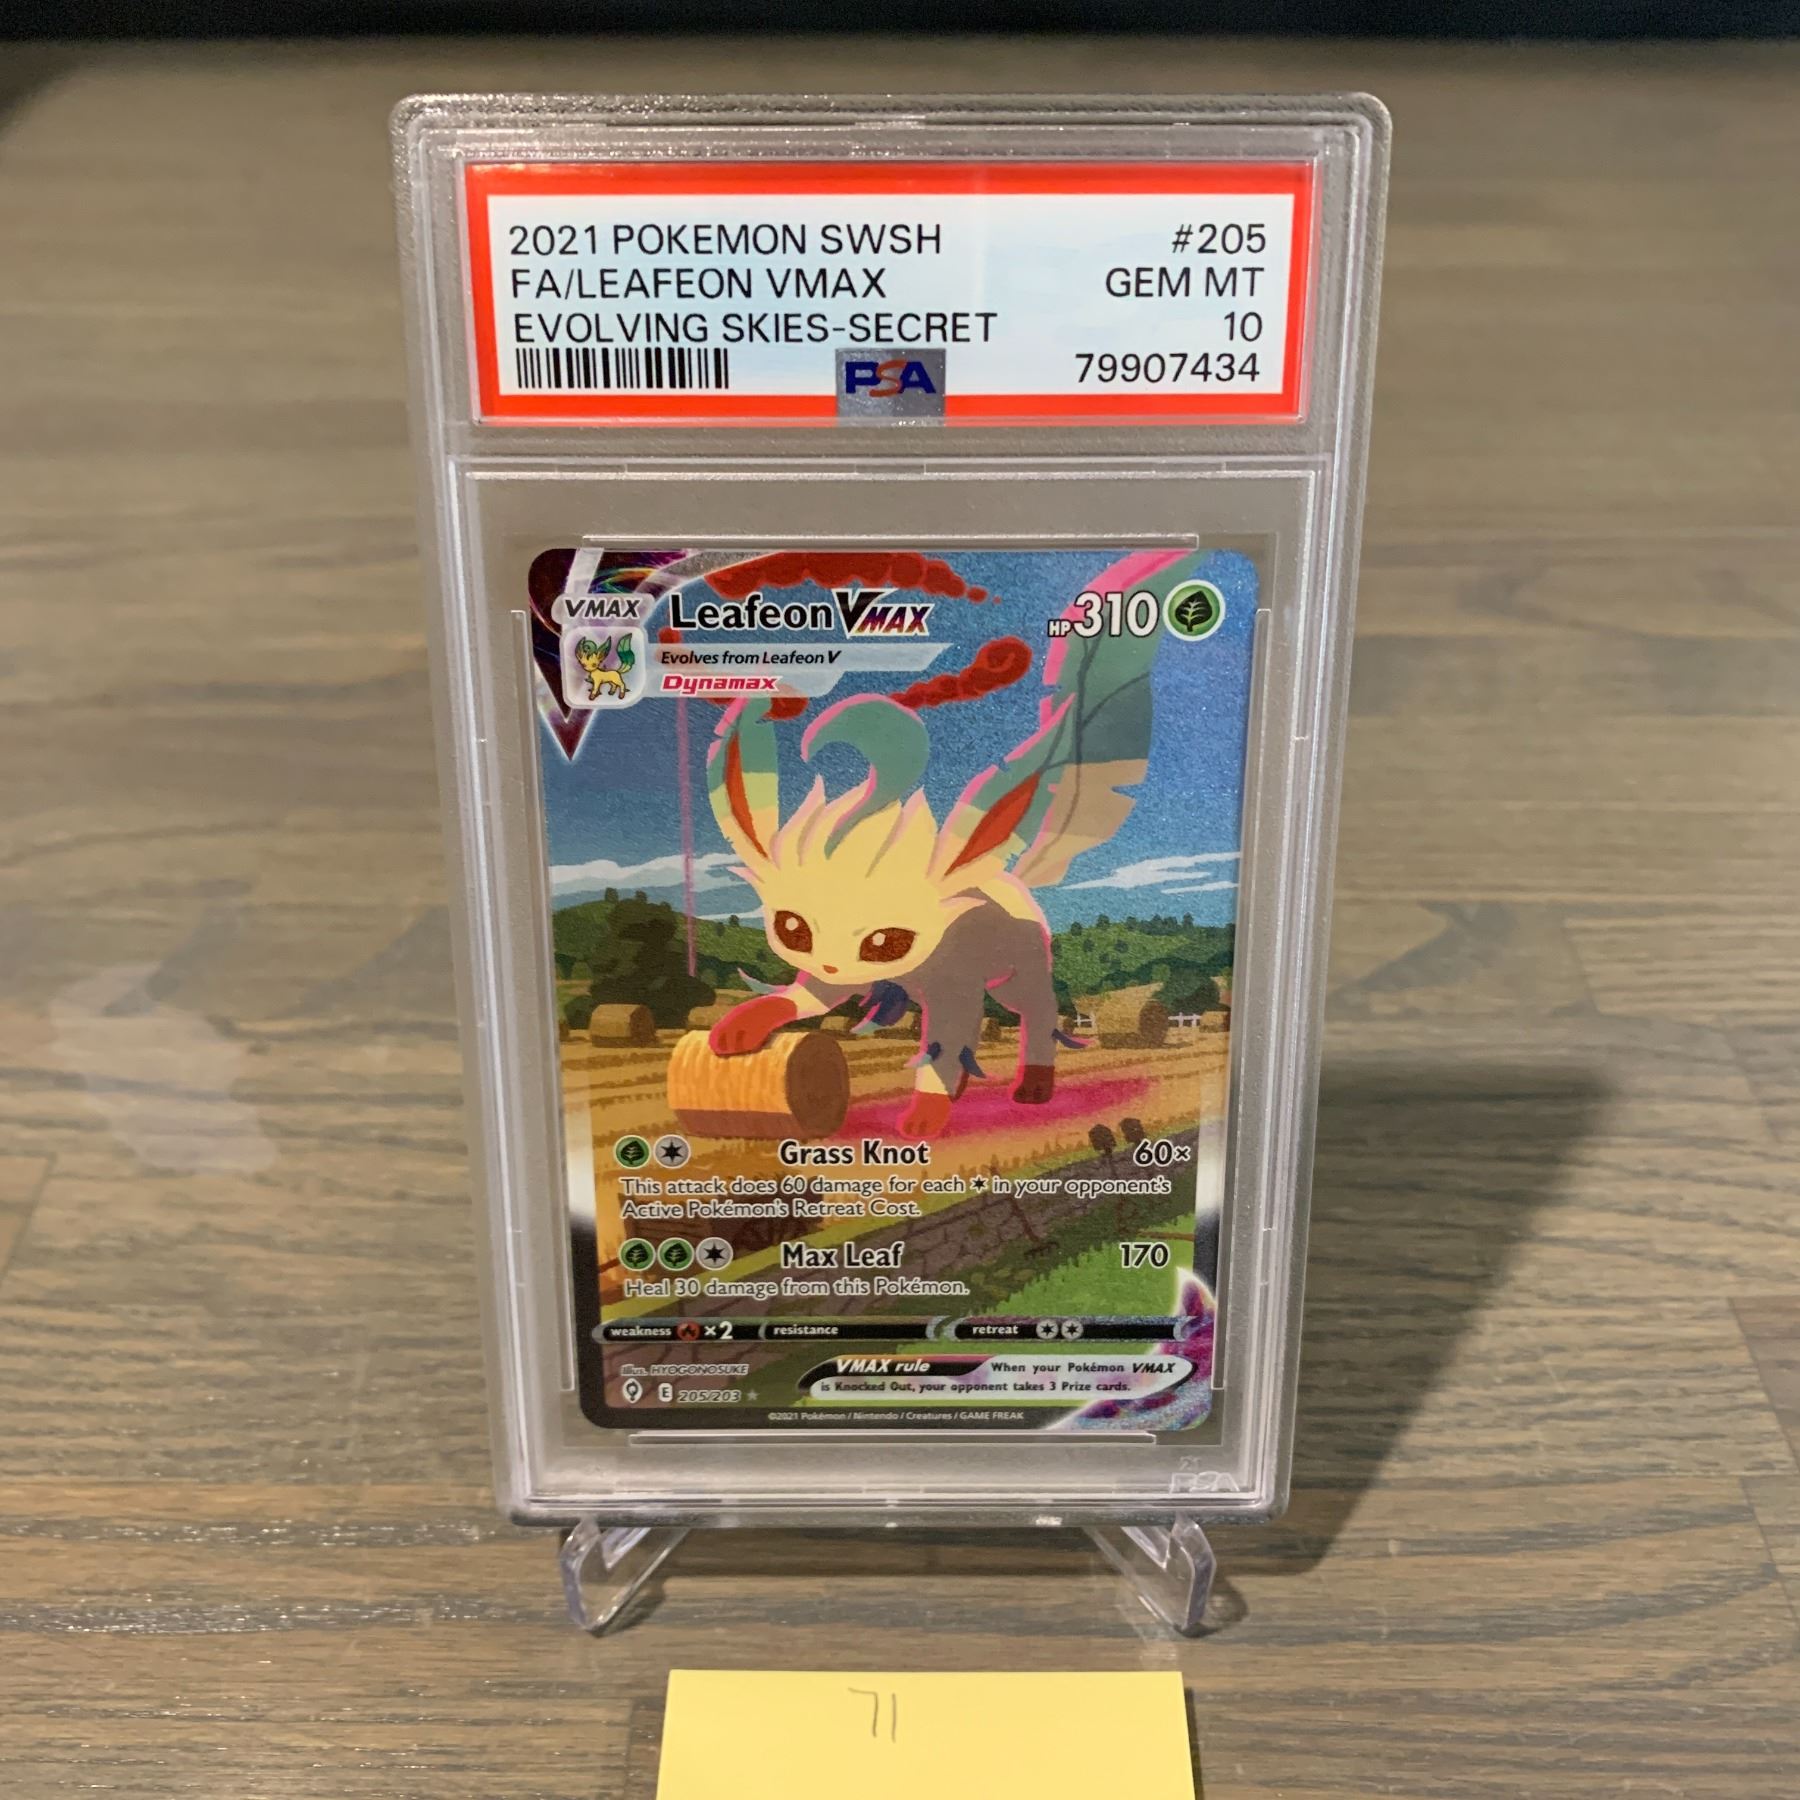 2021 POKEMON SWSH #205
FA/LEAFEON VMAX GEM MT
EVOLVING SKIES-SECRET 10
PSA 79907434
VMAX Leafeon VMAX HP 310
Evolves from Leafeon V
Dynamax
Grass Knot 60×
This attack does 60 damage for each in your opponent's
Active Pokémon's Retreat Cost.
Max Leaf 170
Heal 30 damage from this Pokémon.
weakness ×2 resistance retreat
Illus. HYOGONOSUKE
VMAX rule When your Pokémon VMAX
is Knocked Out, your opponent takes 3 Prize cards.
E 205/203 ★
©2021 Pokémon / Nintendo / Creatures / GAME FREAK
PSA
71